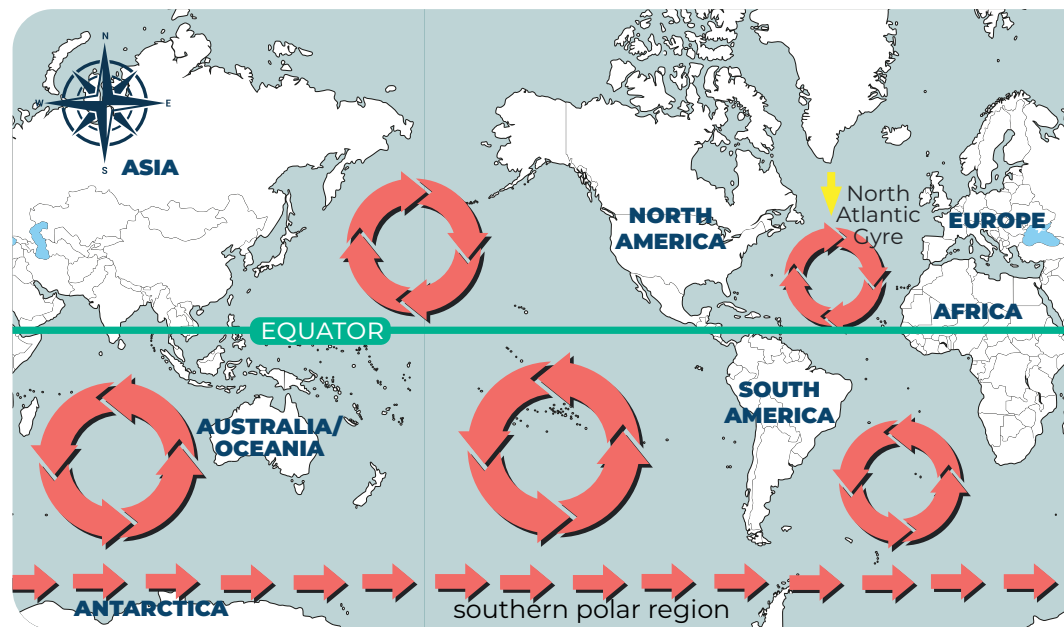 N
W E
S
ASIA
NORTH
AMERICA
North
Atlantic
Gyre
EUROPE
AFRICA
EQUATOR
AUSTRALIA/
OCEANIA
SOUTH
AMERICA
ANTARCTICA
southern polar region